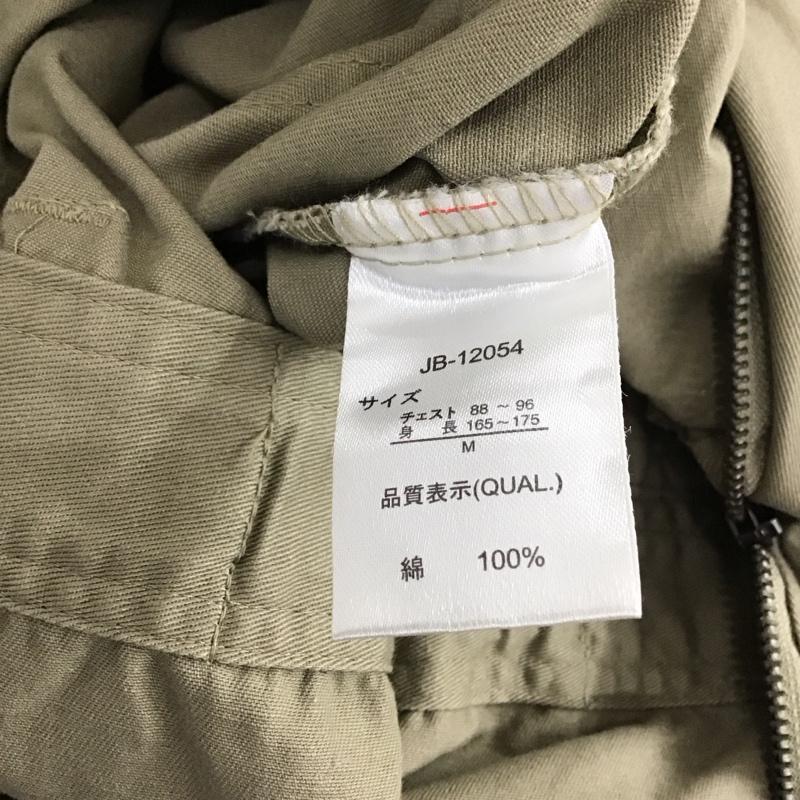 JB-12054
サイズ
チェスト 88 ~ 96
身 長 165~175
M
品質表示(QUAL.)
綿 100%